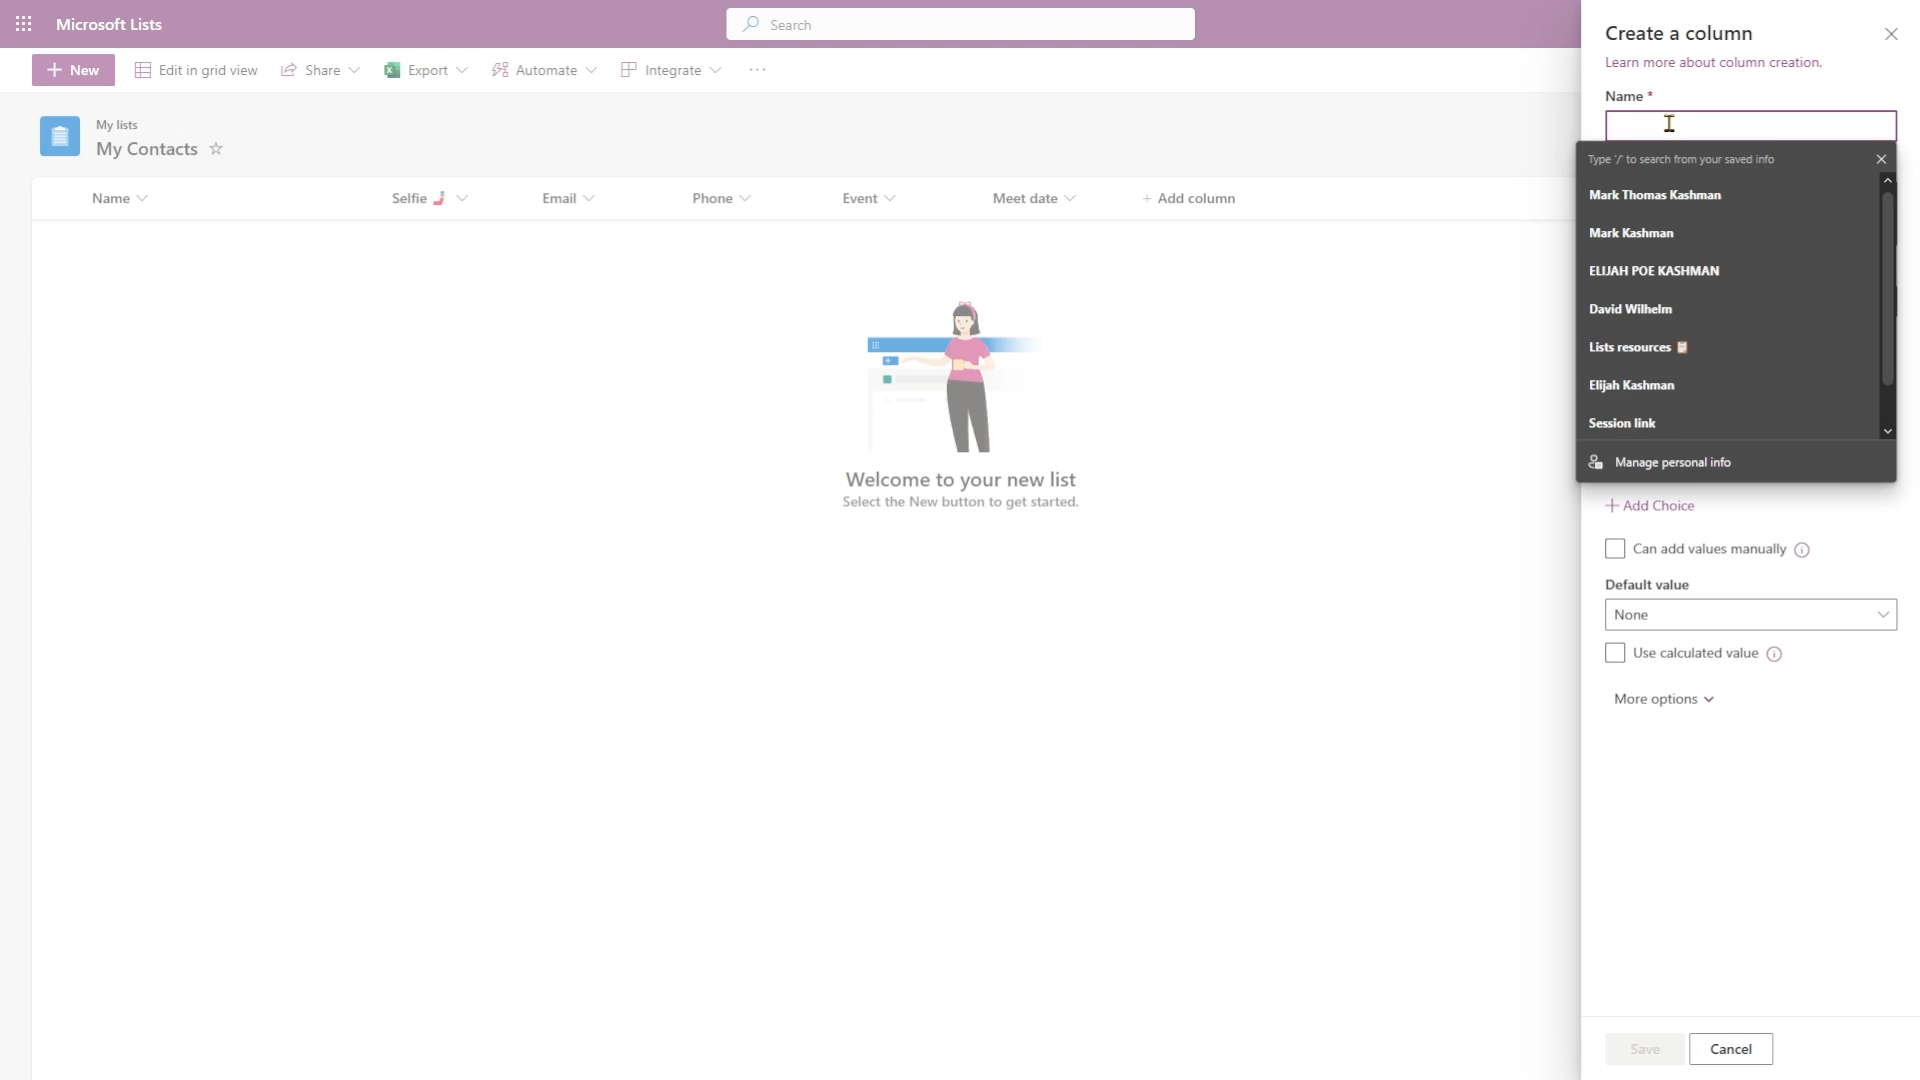 Microsoft Lists
Search
New
Edit in grid view
Share
Export
Automate
Integrate
My lists
My Contacts
Name
Selfie 🤳
Email
Phone
Event
Meet date
+ Add column
Welcome to your new list
Select the New button to get started.
Create a column
Learn more about column creation.
Name *
Type '/' to search from your saved info
Mark Thomas Kashman
Mark Kashman
ELIJAH POE KASHMAN
David Wilhelm
Lists resources 📋
Elijah Kashman
Session link
Manage personal info
+ Add Choice
Can add values manually
Default value
None
Use calculated value
More options
Save
Cancel